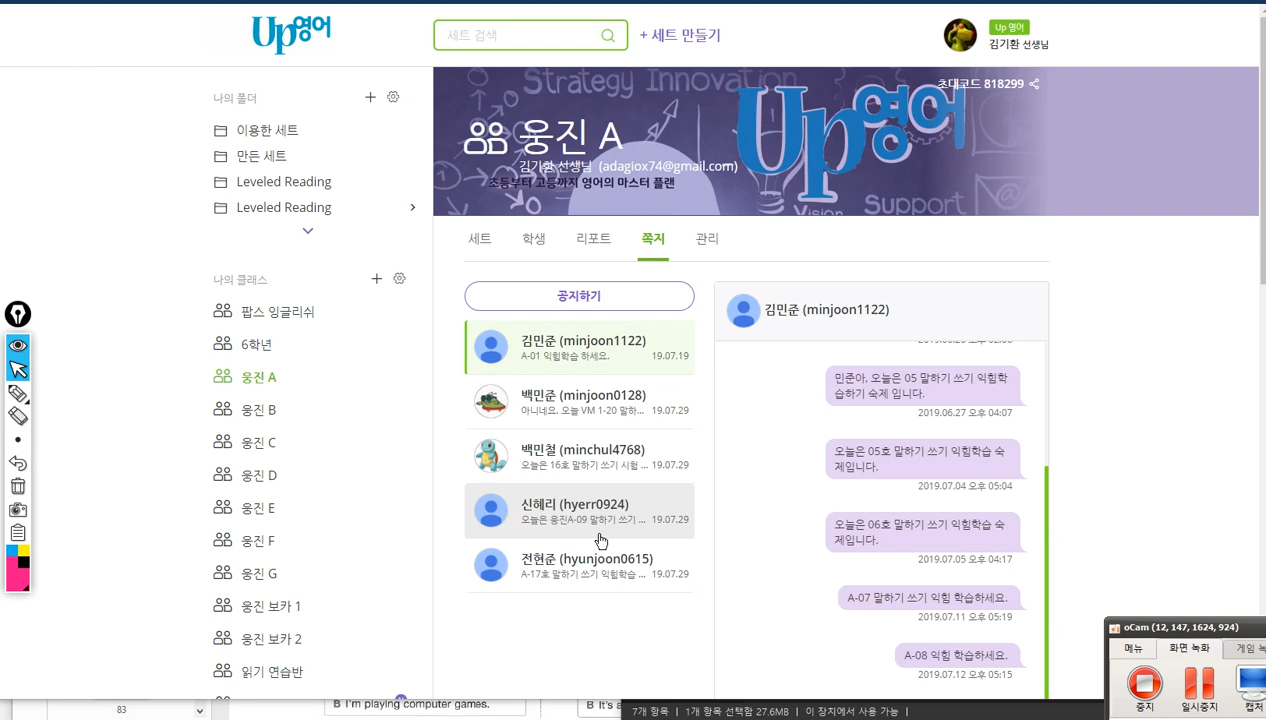 Up영어
세트 검색
+ 세트 만들기
Up 영어
김기환 선생님
나의 폴더
이용한 세트
만든 세트
Leveled Reading
Leveled Reading
나의 클래스
팝스 잉글리쉬
6학년
웅진 A
웅진 B
웅진 C
웅진 D
웅진 E
웅진 F
웅진 G
웅진 보카 1
웅진 보카 2
읽기 연습반
Strategy Innovation
초대코드 818299
Up영어
웅진 A
김기환 선생님 (adagiox74@gmail.com)
초등부터 고등까지 영어의 마스터 플랜
Vision
Support
세트 학생 리포트 쪽지 관리
공지하기
김민준 (minjoon1122)
A-01 익힘학습 하세요. 19.07.19
백민준 (minjoon0128)
아니네요. 오늘 VM 1-20 말하... 19.07.29
백민철 (minchul4768)
오늘은 16호 말하기 쓰기 시험 ... 19.07.29
신혜리 (hyerr0924)
오늘은 웅진A-09 말하기 쓰기 ... 19.07.29
전현준 (hyunjoon0615)
A-17호 말하기 쓰기 익힘학습 ... 19.07.29
김민준 (minjoon1122)
민준아, 오늘은 05 말하기 쓰기 익힘학
습하기 숙제 입니다.
2019.06.27 오후 04:07
오늘은 05호 말하기 쓰기 익힘학습 숙
제입니다.
2019.07.04 오후 05:04
오늘은 06호 말하기 쓰기 익힘학습 숙
제입니다.
2019.07.05 오후 04:17
A-07 말하기 쓰기 익힘 학습하세요.
2019.07.11 오후 05:19
A-08 익힘 학습하세요.
2019.07.12 오후 05:15
oCam (12, 147, 1624, 924)
메뉴 화면 녹화 게임 녹
중지 일시중지 캡처
83
B I'm playing computer games.
B It's a
7개 항목 | 1개 항목 선택함 27.6MB | 이 장치에서 사용 가능 |